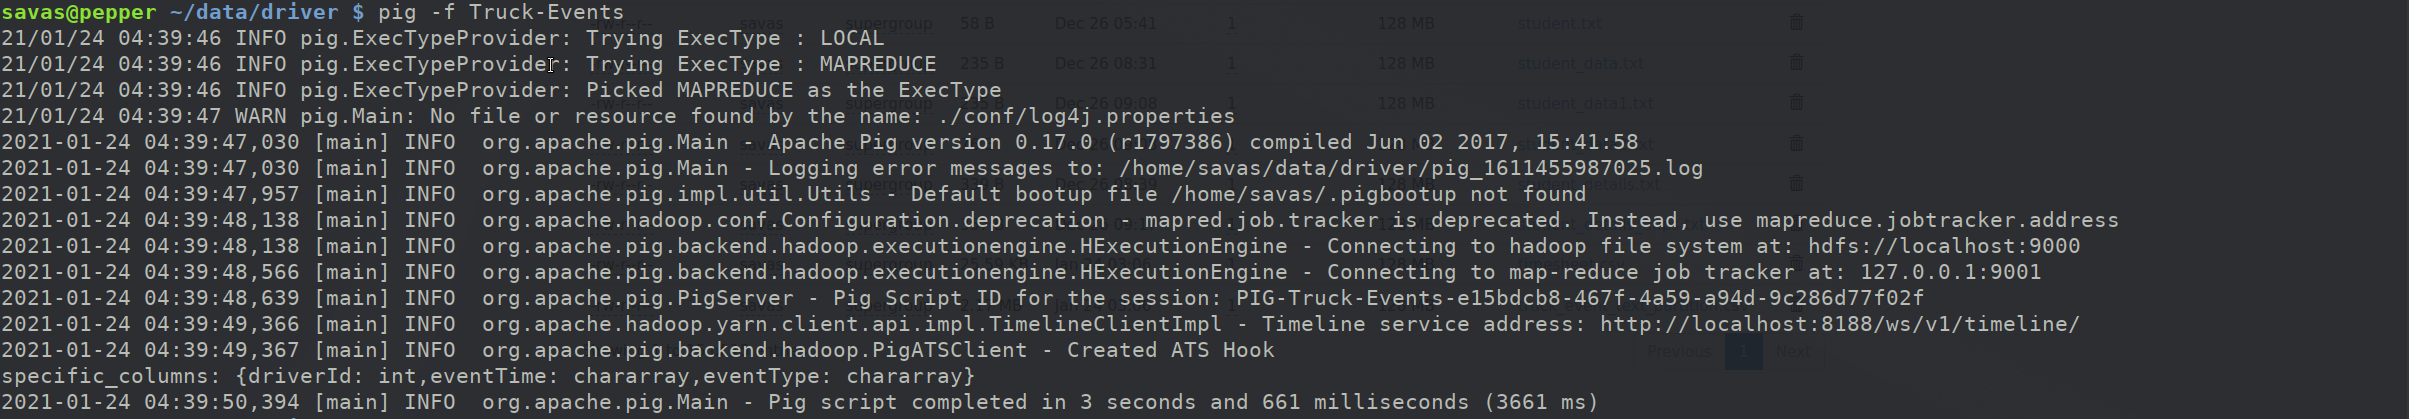 savas@pepper ~/data/driver $ pig -f Truck-Events
21/01/24 04:39:46 INFO pig.ExecTypeProvider: Trying ExecType : LOCAL
21/01/24 04:39:46 INFO pig.ExecTypeProvider: Trying ExecType : MAPREDUCE
21/01/24 04:39:46 INFO pig.ExecTypeProvider: Picked MAPREDUCE as the ExecType
21/01/24 04:39:47 WARN pig.Main: No file or resource found by the name: ./conf/log4j.properties
2021-01-24 04:39:47,030 [main] INFO  org.apache.pig.Main - Apache Pig version 0.17.0 (r1797386) compiled Jun 02 2017, 15:41:58
2021-01-24 04:39:47,030 [main] INFO  org.apache.pig.Main - Logging error messages to: /home/savas/data/driver/pig_1611455987025.log
2021-01-24 04:39:47,957 [main] INFO  org.apache.pig.impl.util.Utils - Default bootup file /home/savas/.pigbootup not found
2021-01-24 04:39:48,138 [main] INFO  org.apache.hadoop.conf.Configuration.deprecation - mapred.job.tracker is deprecated. Instead, use mapreduce.jobtracker.address
2021-01-24 04:39:48,138 [main] INFO  org.apache.pig.backend.hadoop.executionengine.HExecutionEngine - Connecting to hadoop file system at: hdfs://localhost:9000
2021-01-24 04:39:48,566 [main] INFO  org.apache.pig.backend.hadoop.executionengine.HExecutionEngine - Connecting to map-reduce job tracker at: 127.0.0.1:9001
2021-01-24 04:39:48,639 [main] INFO  org.apache.pig.PigServer - Pig Script ID for the session: PIG-Truck-Events-e15bdcb8-467f-4a59-a94d-9c286d77f02f
2021-01-24 04:39:49,366 [main] INFO  org.apache.hadoop.yarn.client.api.impl.TimelineClientImpl - Timeline service address: http://localhost:8188/ws/v1/timeline/
2021-01-24 04:39:49,367 [main] INFO  org.apache.pig.backend.hadoop.PigATSClient - Created ATS Hook
specific_columns: {driverId: int,eventTime: chararray,eventType: chararray}
2021-01-24 04:39:50,394 [main] INFO  org.apache.pig.Main - Pig script completed in 3 seconds and 661 milliseconds (3661 ms)